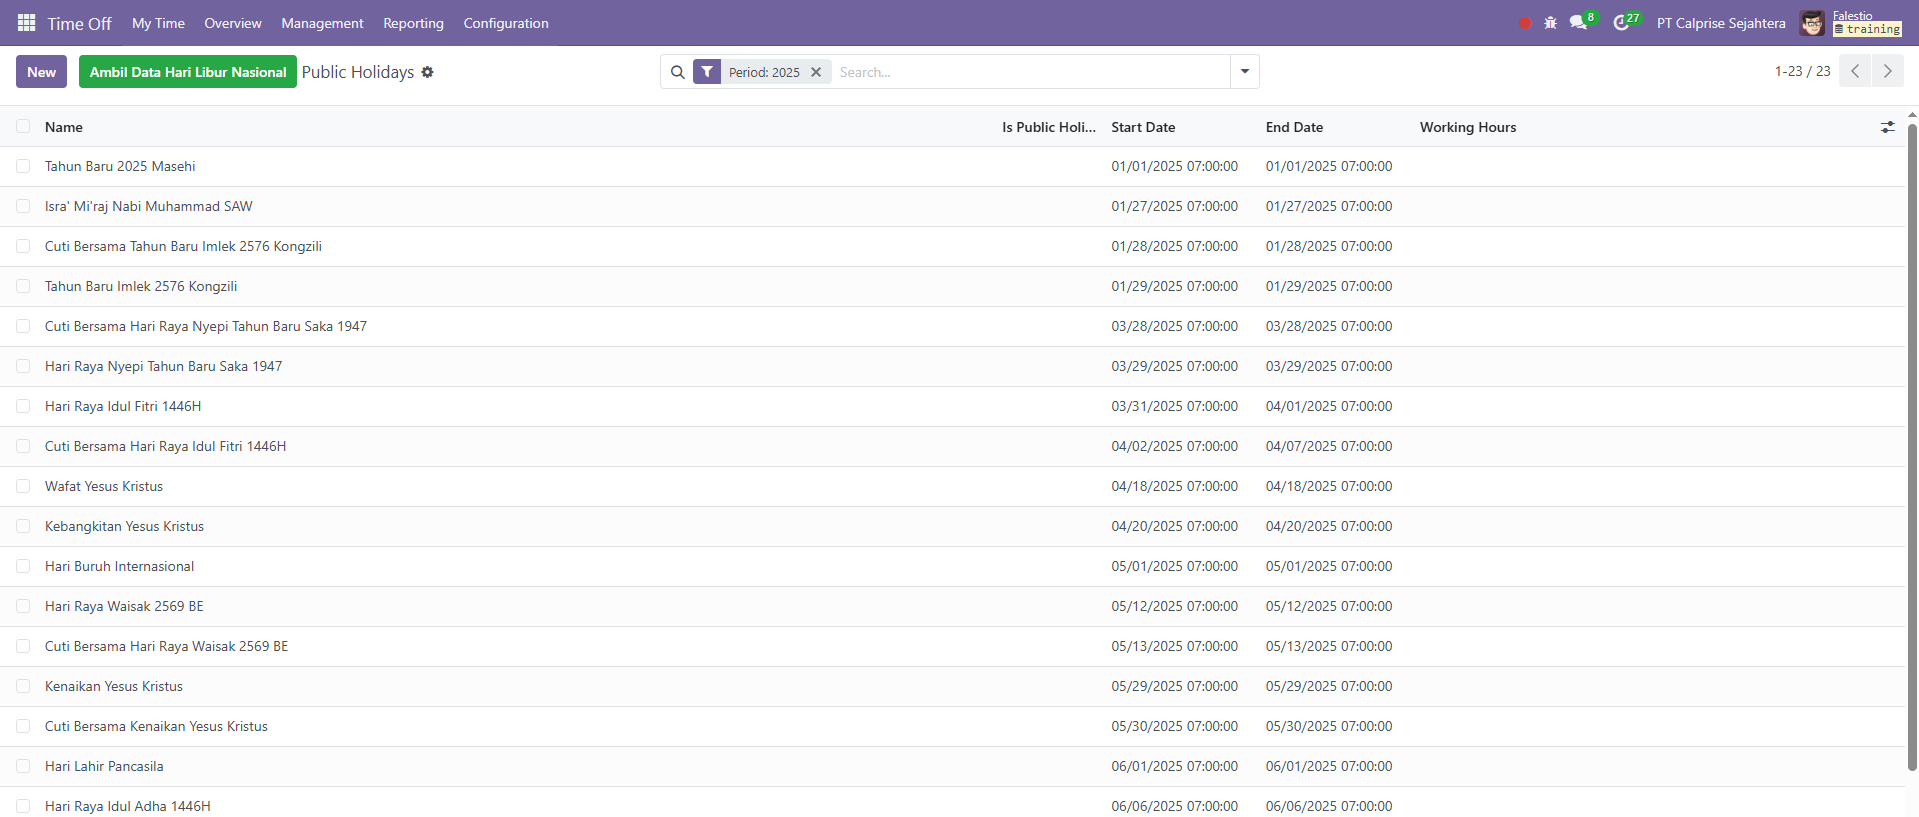 Time Off My Time Overview Management Reporting Configuration 8 27 PT Calprise Sejahtera Falestio
training
New Ambil Data Hari Libur Nasional Public Holidays Period: 2025 Search... 1-23 / 23
Name Is Public Holi... Start Date End Date Working Hours
Tahun Baru 2025 Masehi 01/01/2025 07:00:00 01/01/2025 07:00:00
Isra' Mi'raj Nabi Muhammad SAW 01/27/2025 07:00:00 01/27/2025 07:00:00
Cuti Bersama Tahun Baru Imlek 2576 Kongzili 01/28/2025 07:00:00 01/28/2025 07:00:00
Tahun Baru Imlek 2576 Kongzili 01/29/2025 07:00:00 01/29/2025 07:00:00
Cuti Bersama Hari Raya Nyepi Tahun Baru Saka 1947 03/28/2025 07:00:00 03/28/2025 07:00:00
Hari Raya Nyepi Tahun Baru Saka 1947 03/29/2025 07:00:00 03/29/2025 07:00:00
Hari Raya Idul Fitri 1446H 03/31/2025 07:00:00 04/01/2025 07:00:00
Cuti Bersama Hari Raya Idul Fitri 1446H 04/02/2025 07:00:00 04/07/2025 07:00:00
Wafat Yesus Kristus 04/18/2025 07:00:00 04/18/2025 07:00:00
Kebangkitan Yesus Kristus 04/20/2025 07:00:00 04/20/2025 07:00:00
Hari Buruh Internasional 05/01/2025 07:00:00 05/01/2025 07:00:00
Hari Raya Waisak 2569 BE 05/12/2025 07:00:00 05/12/2025 07:00:00
Cuti Bersama Hari Raya Waisak 2569 BE 05/13/2025 07:00:00 05/13/2025 07:00:00
Kenaikan Yesus Kristus 05/29/2025 07:00:00 05/29/2025 07:00:00
Cuti Bersama Kenaikan Yesus Kristus 05/30/2025 07:00:00 05/30/2025 07:00:00
Hari Lahir Pancasila 06/01/2025 07:00:00 06/01/2025 07:00:00
Hari Raya Idul Adha 1446H 06/06/2025 07:00:00 06/06/2025 07:00:00